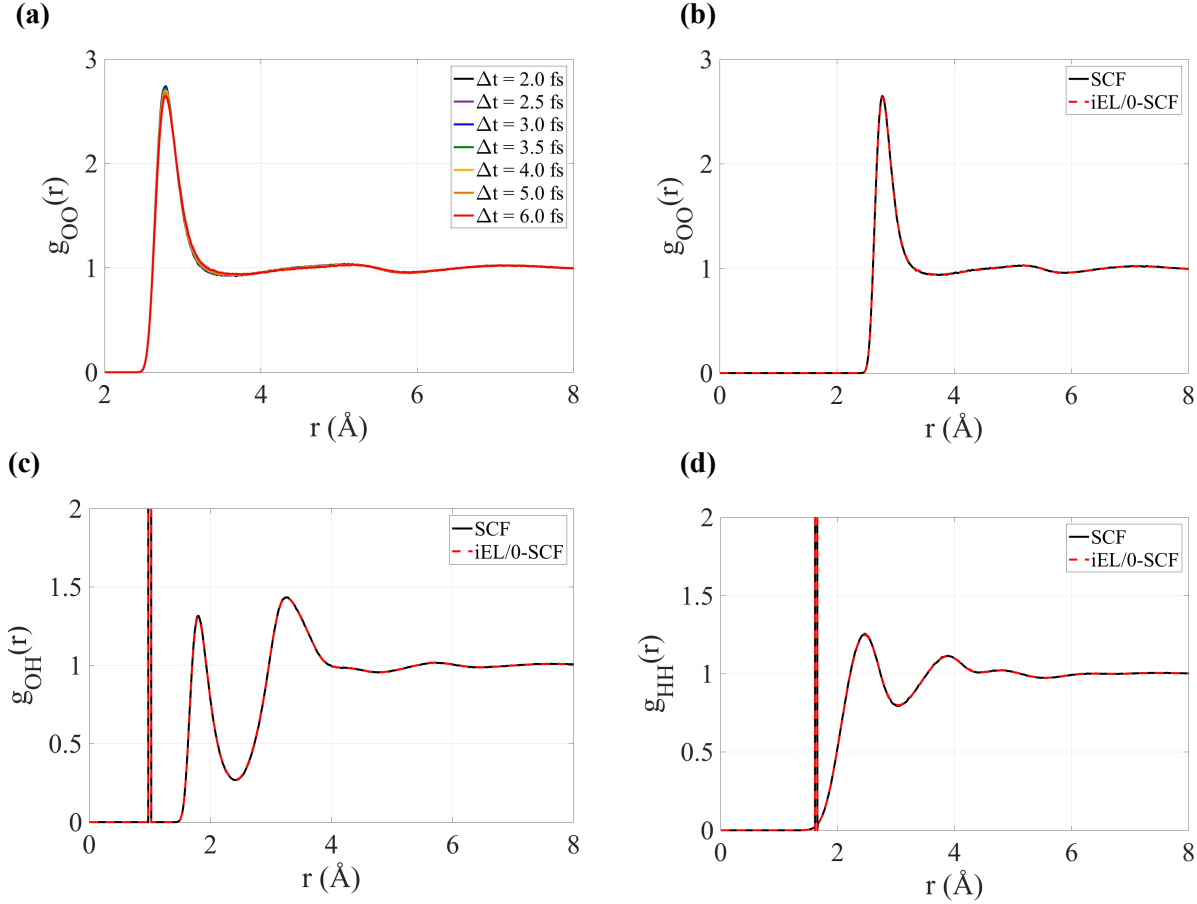 (a)
3
2
1
0
2
4
6
8
g_OO(r)
r (Å)
Δt = 2.0 fs
Δt = 2.5 fs
Δt = 3.0 fs
Δt = 3.5 fs
Δt = 4.0 fs
Δt = 5.0 fs
Δt = 6.0 fs
(b)
3
2
1
0
0
2
4
6
8
g_OO(r)
r (Å)
SCF
iEL/0-SCF
(c)
2
1.5
1
0.5
0
0
2
4
6
8
g_OH(r)
r (Å)
SCF
iEL/0-SCF
(d)
2
1.5
1
0.5
0
0
2
4
6
8
g_HH(r)
r (Å)
SCF
iEL/0-SCF